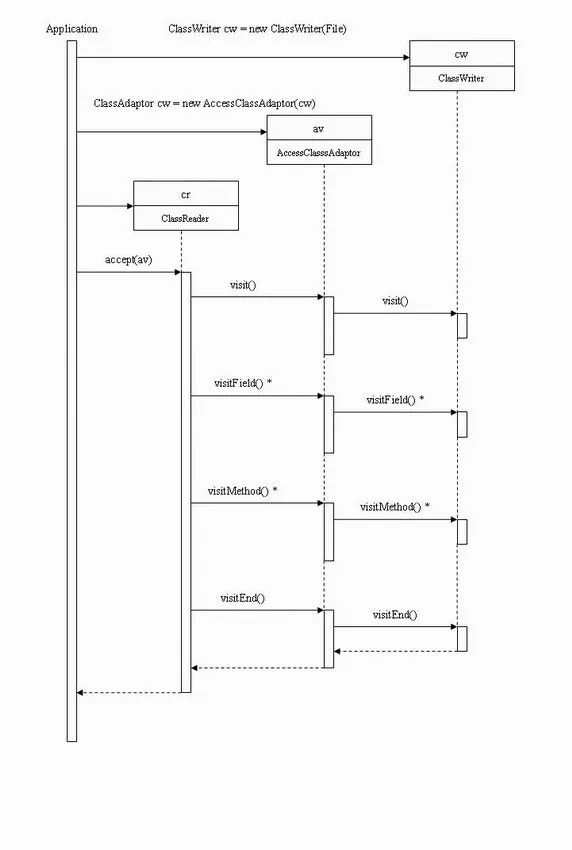 Application
ClassWriter cw = new ClassWriter(File)
cw
ClassWriter
ClassAdaptor cw = new AccessClassAdaptor(cw)
av
AccessClasssAdaptor
cr
ClassReader
accept(av)
visit()
visit()
visitField() *
visitField() *
visitMethod() *
visitMethod() *
visitEnd()
visitEnd()